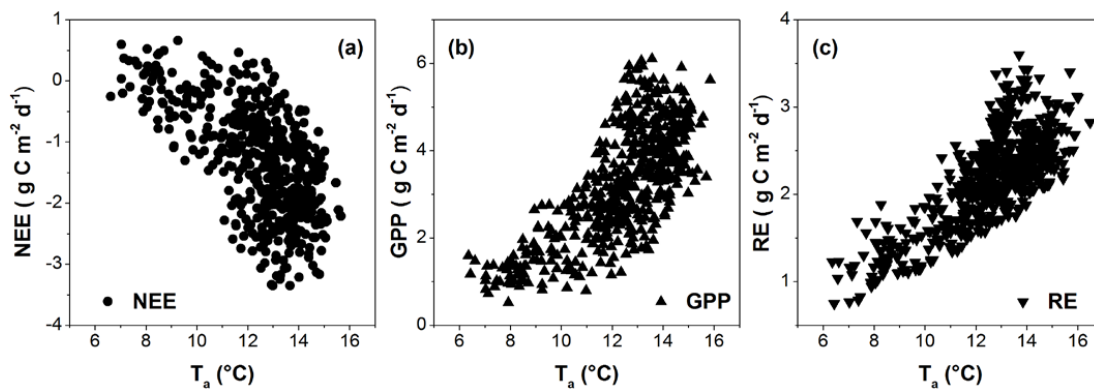 (a)
NEE ( g C m⁻² d⁻¹)
1
0
-1
-2
-3
-4
NEE
6 8 10 12 14 16
Tₐ (°C)
(b)
GPP ( g C m⁻² d⁻¹)
6
4
2
0
GPP
6 8 10 12 14 16
Tₐ (°C)
(c)
RE ( g C m⁻² d⁻¹)
4
3
2
1
RE
6 8 10 12 14 16
Tₐ (°C)